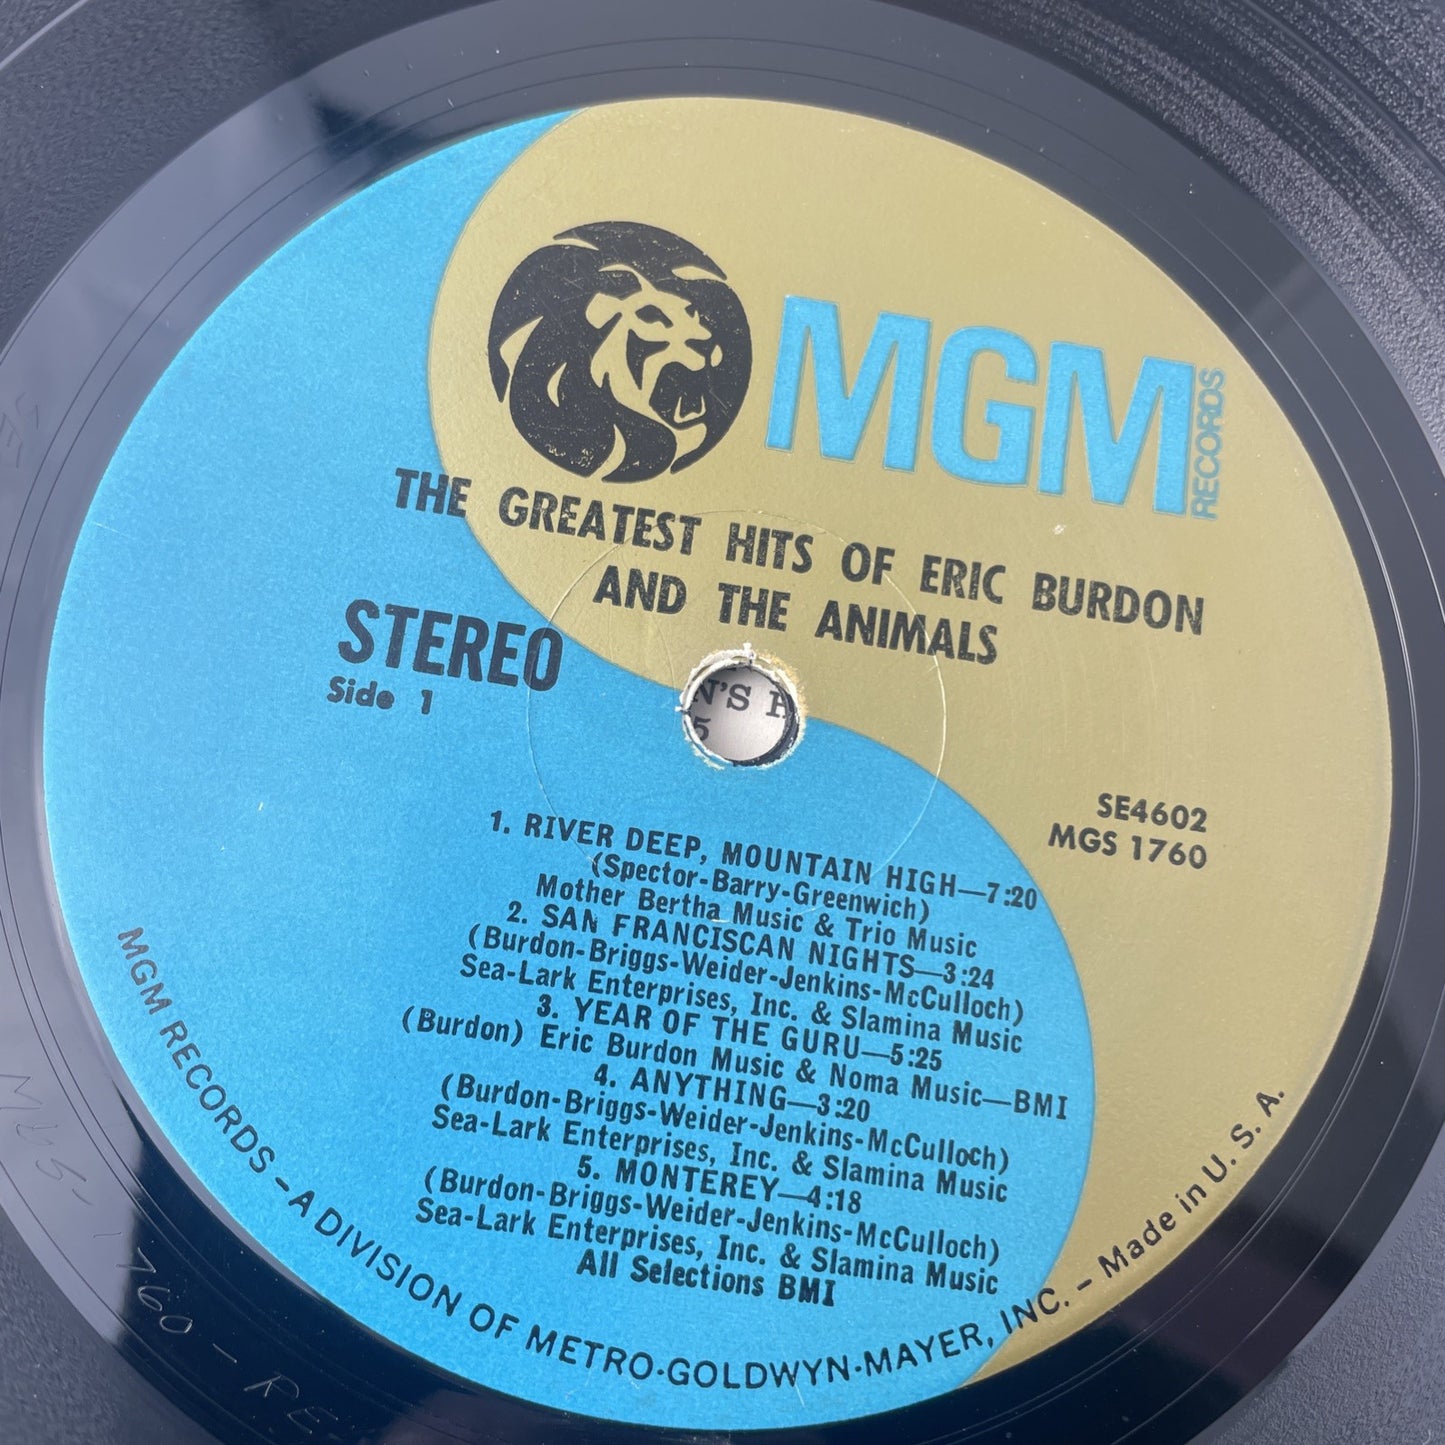 MGM RECORDS
THE GREATEST HITS OF ERIC BURDON
AND THE ANIMALS
STEREO
Side 1
N'S
5
SE4602
MGS 1760
1. RIVER DEEP, MOUNTAIN HIGH—7:20
(Spector-Barry-Greenwich)
Mother Bertha Music & Trio Music
2. SAN FRANCISCAN NIGHTS—3:24
(Burdon-Briggs-Weider-Jenkins-McCulloch)
Sea-Lark Enterprises, Inc. & Slamina Music
3. YEAR OF THE GURU—5:25
(Burdon) Eric Burdon Music & Noma Music—BMI
4. ANYTHING—3:20
(Burdon-Briggs-Weider-Jenkins-McCulloch)
Sea-Lark Enterprises, Inc. & Slamina Music
5. MONTEREY—4:18
(Burdon-Briggs-Weider-Jenkins-McCulloch)
Sea-Lark Enterprises, Inc. & Slamina Music
All Selections BMI
MGM RECORDS – A DIVISION OF METRO-GOLDWYN-MAYER, INC. – Made in U. S. A.
MGS-1760 - RE